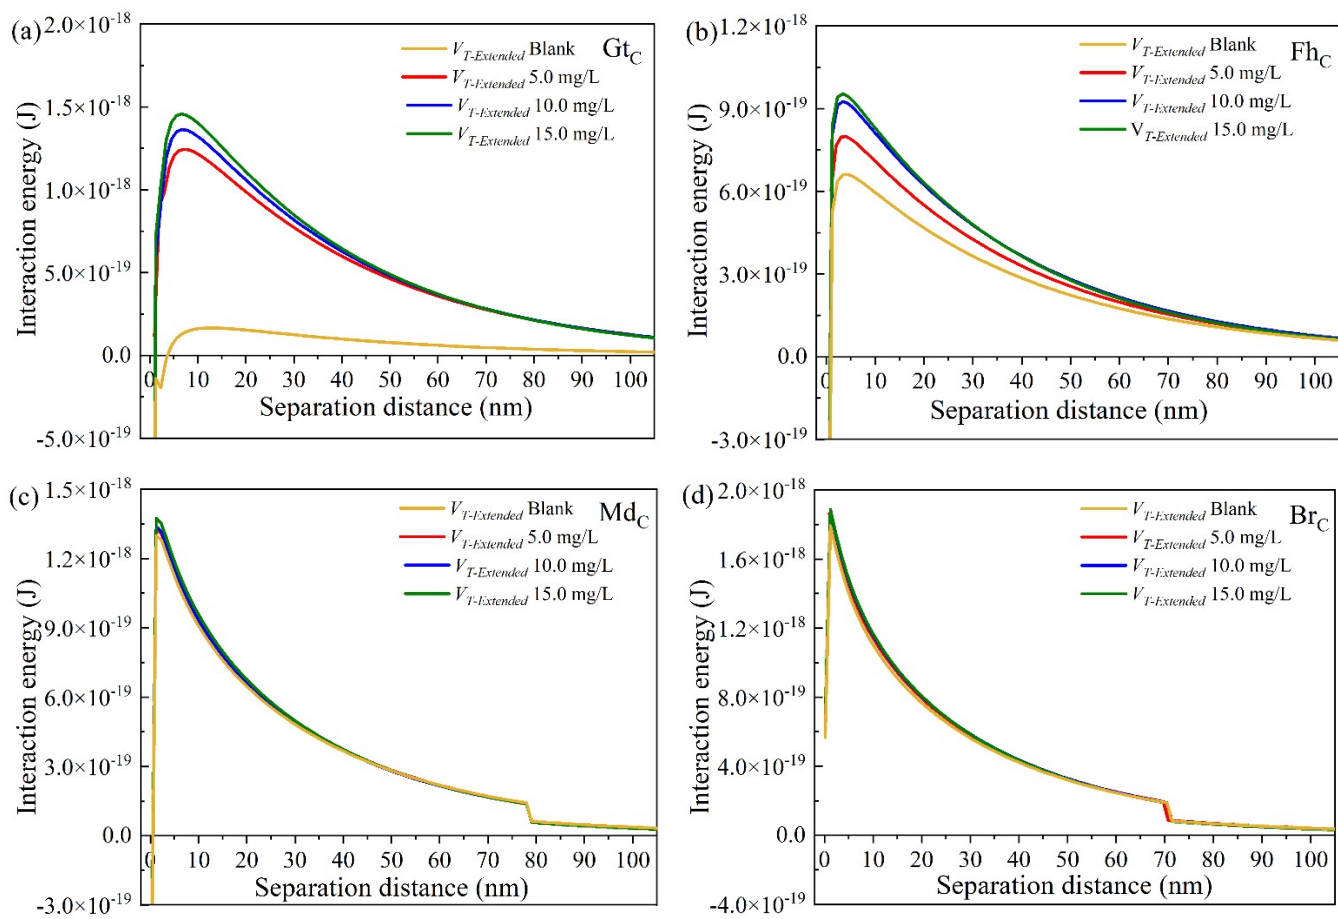 (a)
2.0×10⁻¹⁸
1.5×10⁻¹⁸
1.0×10⁻¹⁸
5.0×10⁻¹⁹
0.0
-5.0×10⁻¹⁹
Interaction energy (J)
V_T-Extended Blank
V_T-Extended 5.0 mg/L
V_T-Extended 10.0 mg/L
V_T-Extended 15.0 mg/L
Gt_C
0 10 20 30 40 50 60 70 80 90 100
Separation distance (nm)
(b)
1.2×10⁻¹⁸
9.0×10⁻¹⁹
6.0×10⁻¹⁹
3.0×10⁻¹⁹
0.0
-3.0×10⁻¹⁹
Interaction energy (J)
V_T-Extended Blank
V_T-Extended 5.0 mg/L
V_T-Extended 10.0 mg/L
V_T-Extended 15.0 mg/L
Fh_C
0 10 20 30 40 50 60 70 80 90 100
Separation distance (nm)
(c)
1.5×10⁻¹⁸
1.2×10⁻¹⁸
9.0×10⁻¹⁹
6.0×10⁻¹⁹
3.0×10⁻¹⁹
0.0
-3.0×10⁻¹⁹
Interaction energy (J)
V_T-Extended Blank
V_T-Extended 5.0 mg/L
V_T-Extended 10.0 mg/L
V_T-Extended 15.0 mg/L
Md_C
0 10 20 30 40 50 60 70 80 90 100
Separation distance (nm)
(d)
2.0×10⁻¹⁸
1.6×10⁻¹⁸
1.2×10⁻¹⁸
8.0×10⁻¹⁹
4.0×10⁻¹⁹
0.0
-4.0×10⁻¹⁹
Interaction energy (J)
V_T-Extended Blank
V_T-Extended 5.0 mg/L
V_T-Extended 10.0 mg/L
V_T-Extended 15.0 mg/L
Br_C
0 10 20 30 40 50 60 70 80 90 100
Separation distance (nm)